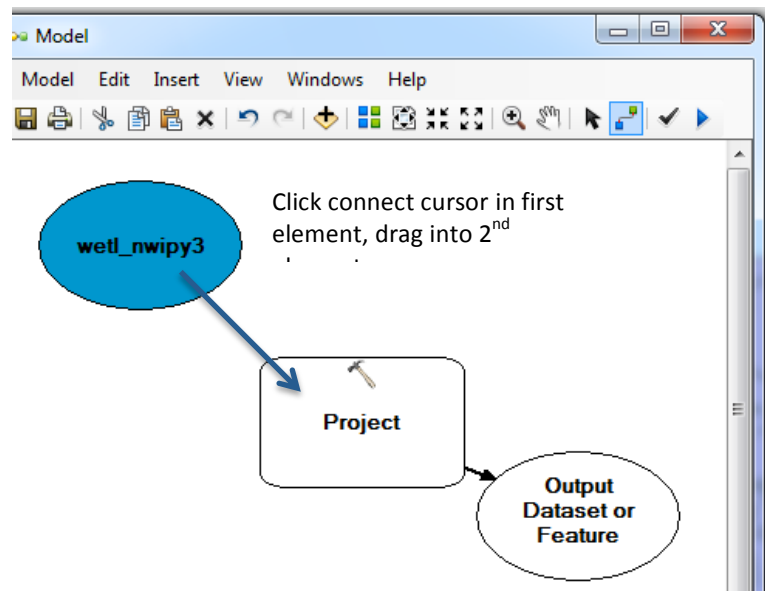 Model
Model Edit Insert View Windows Help
wetl_nwipy3
Click connect cursor in first
element, drag into 2nd
Project
Output
Dataset or
Feature